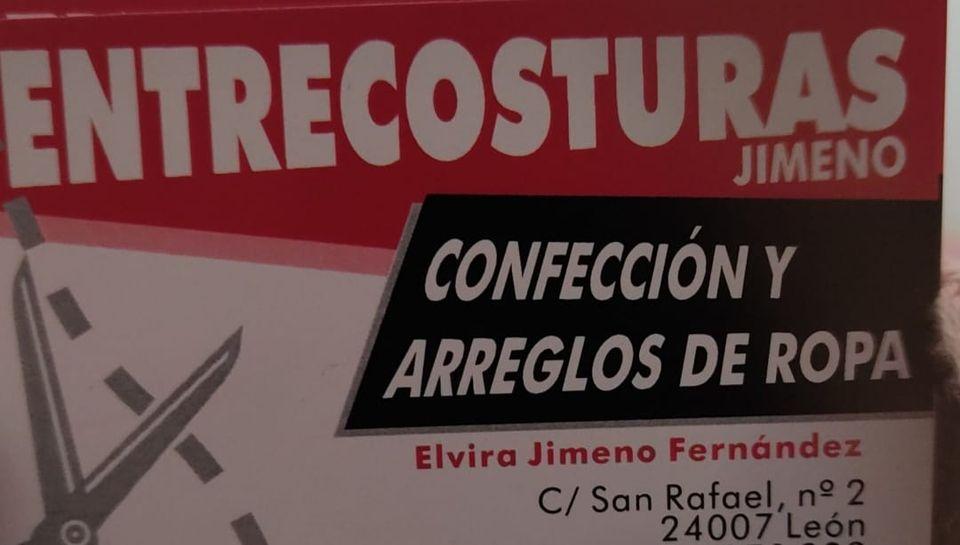 ENTRECOSTURAS
JIMENO
CONFECCIÓN Y
ARREGLOS DE ROPA
Elvira Jimeno Fernández
C/ San Rafael, nº 2
24007 León